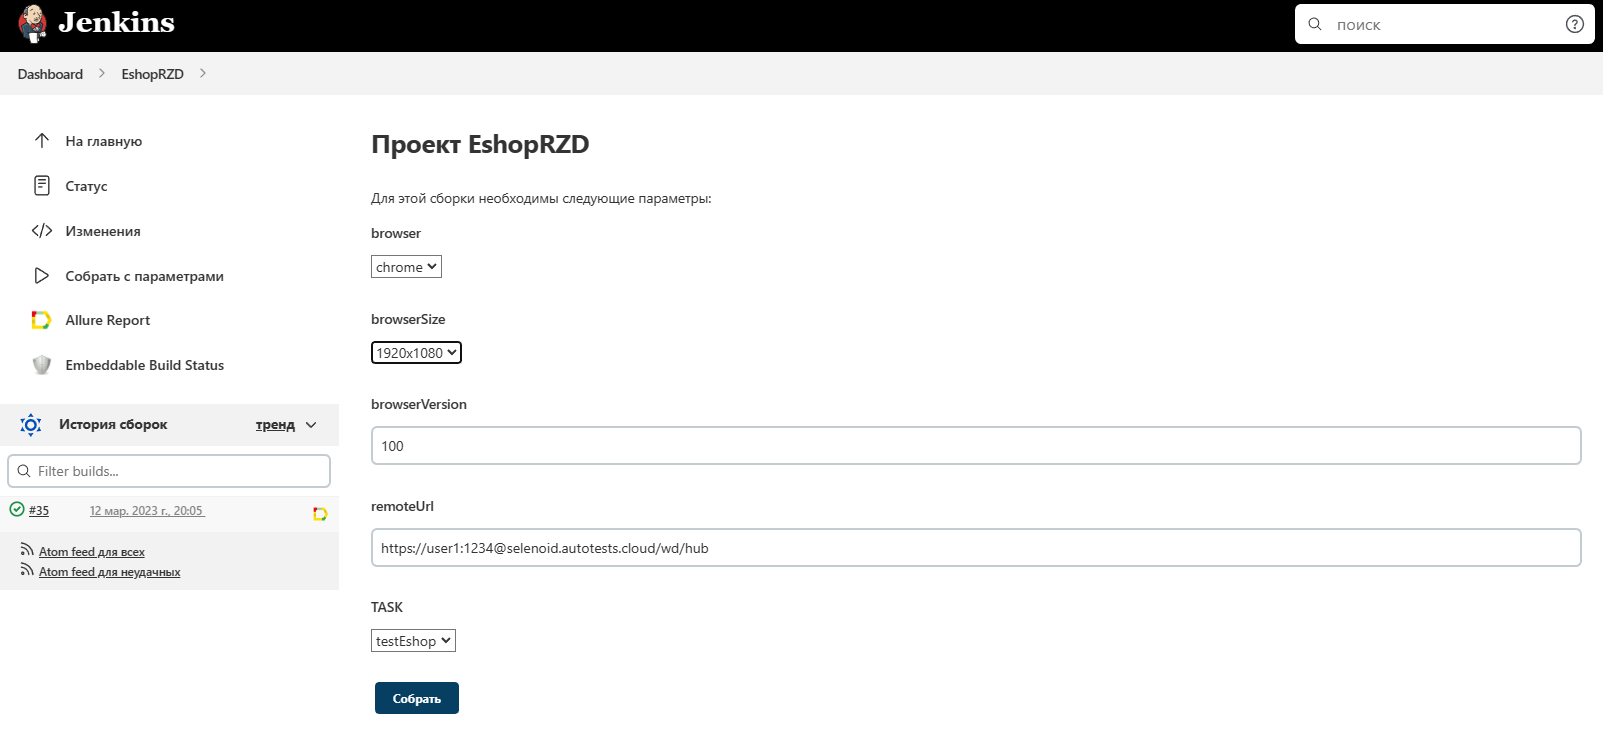 Jenkins
поиск
Dashboard
EshopRZD
На главную
Статус
Изменения
Собрать с параметрами
Allure Report
Embeddable Build Status
История сборок
тренд
Filter builds...
#35
12 мар. 2023 г., 20:05
Atom feed для всех
Atom feed для неудачных
Проект EshopRZD
Для этой сборки необходимы следующие параметры:
browser
chrome
browserSize
1920x1080
browserVersion
100
remoteUrl
https://user1:1234@selenoid.autotests.cloud/wd/hub
TASK
testEshop
Собрать